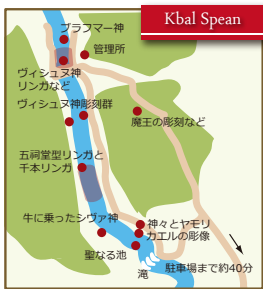 Kbal Spean
ブラフマー神
管理所
ヴィシュヌ神
リンガなど
ヴィシュヌ神彫刻群
魔王の彫刻など
五祠堂型リンガと
千本リンガ
牛に乗ったシヴァ神
神々とヤモリ
カエルの彫像
聖なる池
滝
駐車場まで約40分